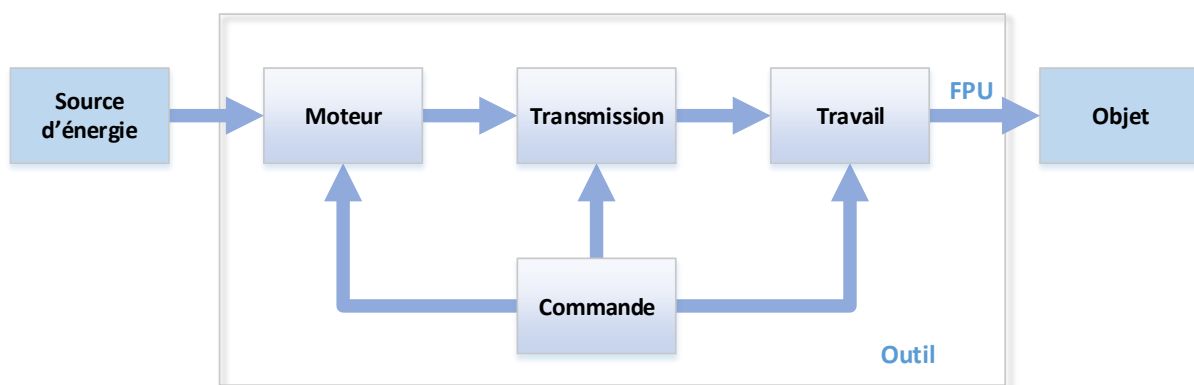 Source
d'énergie
Moteur
Transmission
Travail
FPU
Objet
Commande
Outil